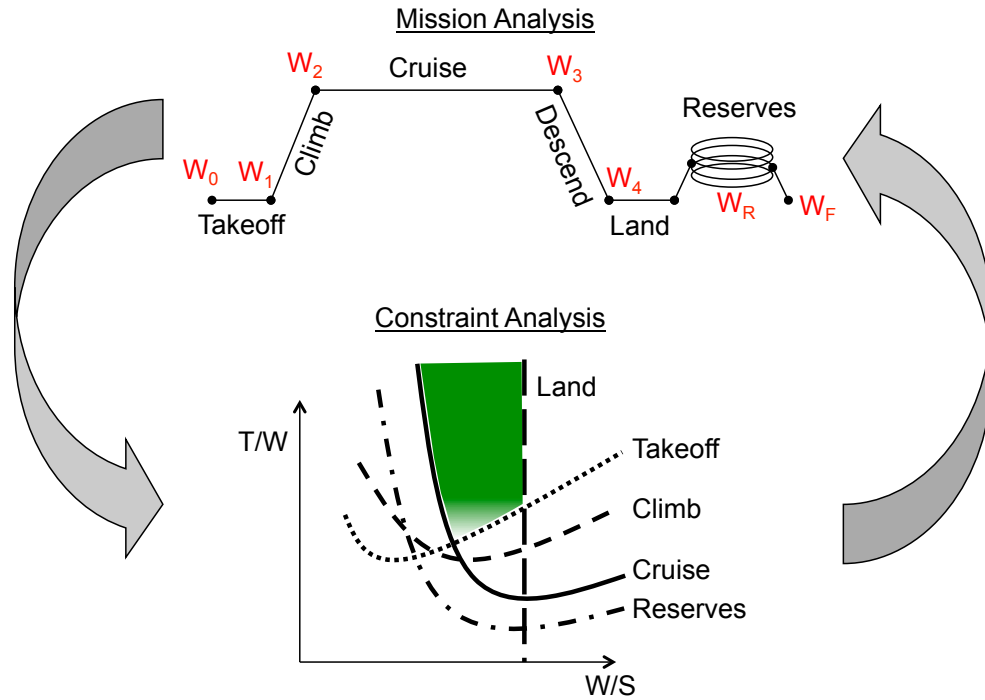 Mission Analysis
W2
Cruise
W3
Reserves
Climb
Descend
W0
W1
W4
Takeoff
Land
WR
WF
Constraint Analysis
Land
T/W
Takeoff
Climb
Cruise
Reserves
W/S